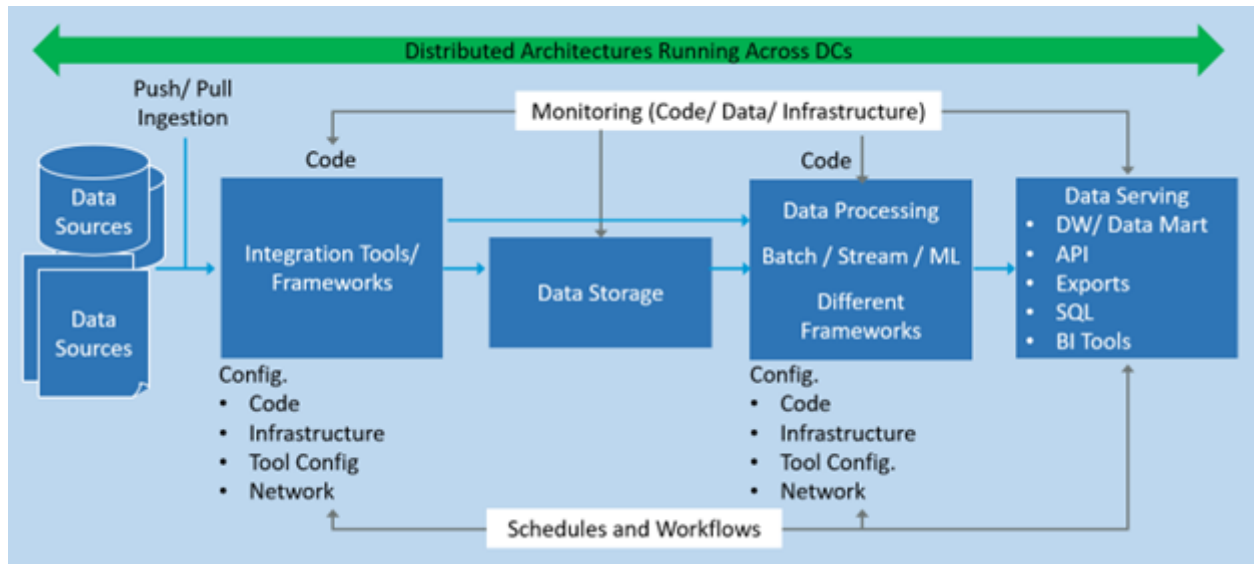 Distributed Architectures Running Across DCs
Push/ Pull
Ingestion
Monitoring (Code/ Data/ Infrastructure)
Code
Code
Data
Sources
Data
Sources
Integration Tools/
Frameworks
Data Storage
Data Processing
Batch / Stream / ML
Different
Frameworks
Data Serving
• DW/ Data Mart
• API
• Exports
• SQL
• BI Tools
Config.
• Code
• Infrastructure
• Tool Config
• Network
Config.
• Code
• Infrastructure
• Tool Config.
• Network
Schedules and Workflows